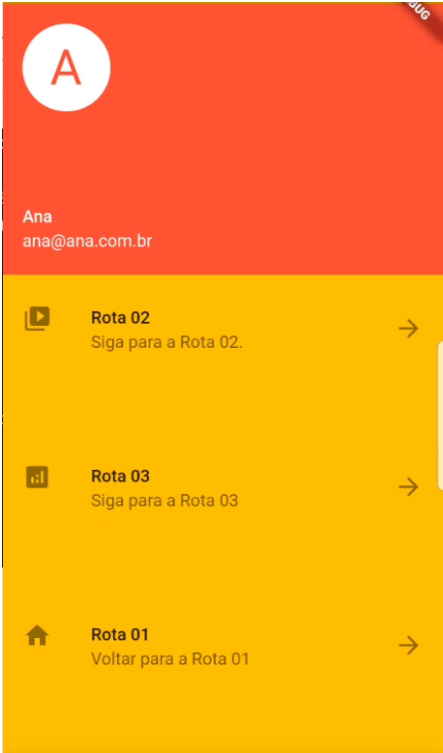 UG
A
Ana
ana@ana.com.br
Rota 02
Siga para a Rota 02.
Rota 03
Siga para a Rota 03
Rota 01
Voltar para a Rota 01